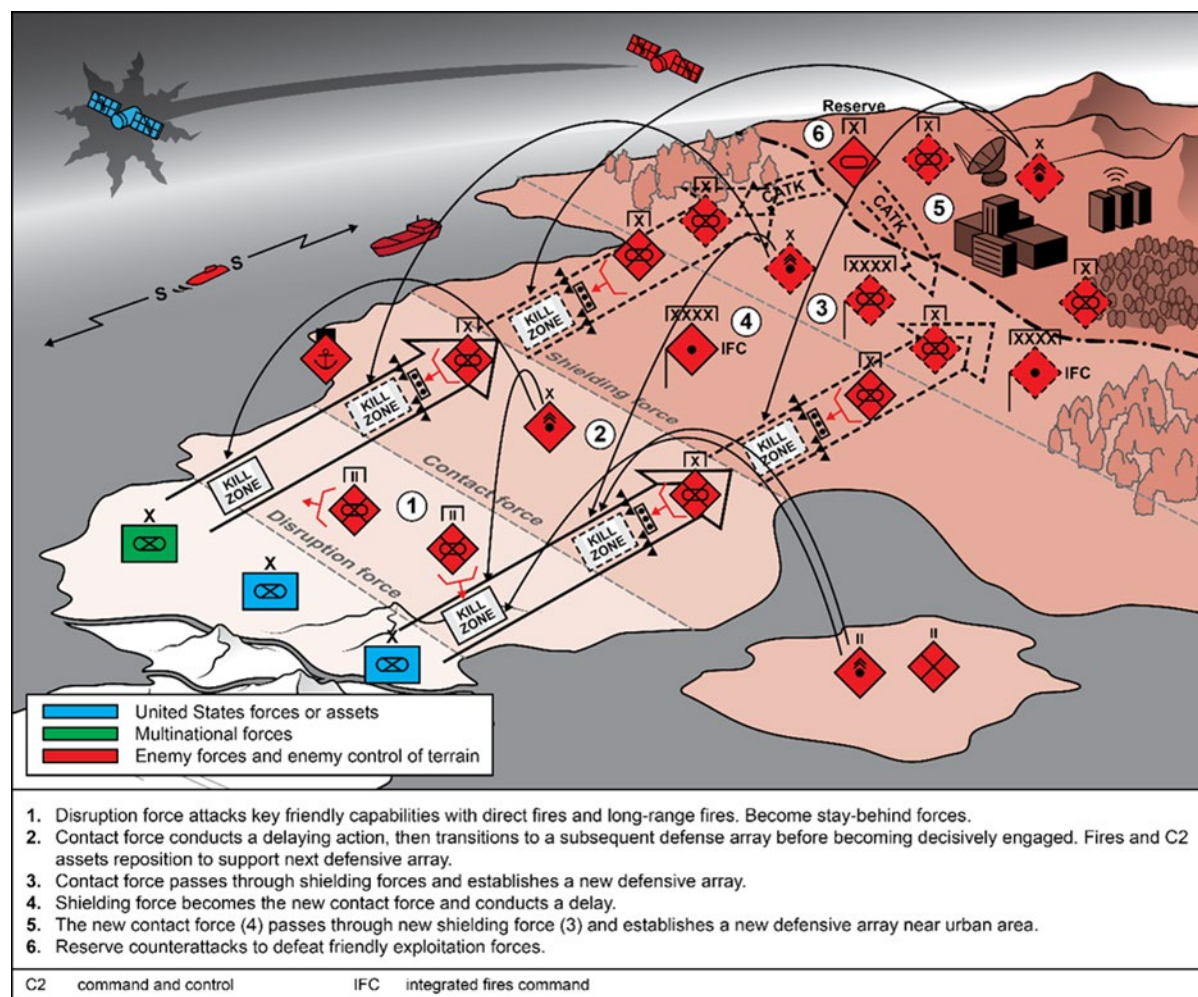 Reserve
6
X
X
X
CATK
CATK
5
X
X
X
XXXX
3
X
S
S
KILL
ZONE
XXXX
4
IFC
X
XXXX
IFC
X
X
KILL
ZONE
Shielding force
X
2
KILL
ZONE
KILL
ZONE
Contact force
X
II
1
II
KILL
ZONE
Disruption force
X
X
KILL
ZONE
X
II
II
United States forces or assets
Multinational forces
Enemy forces and enemy control of terrain
1. Disruption force attacks key friendly capabilities with direct fires and long-range fires. Become stay-behind forces.
2. Contact force conducts a delaying action, then transitions to a subsequent defense array before becoming decisively engaged. Fires and C2
assets reposition to support next defensive array.
3. Contact force passes through shielding forces and establishes a new defensive array.
4. Shielding force becomes the new contact force and conducts a delay.
5. The new contact force (4) passes through new shielding force (3) and establishes a new defensive array near urban area.
6. Reserve counterattacks to defeat friendly exploitation forces.
C2 command and control IFC integrated fires command